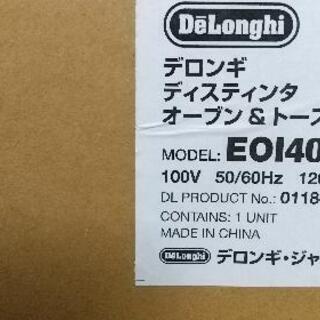 DeLonghi
デロンギ
ディスティンタ
オーブン＆トース
MODEL: EOI40
100V 50/60Hz 120
DL PRODUCT No.: 0118
CONTAINS: 1 UNIT
MADE IN CHINA
DeLonghi デロンギ・ジャ